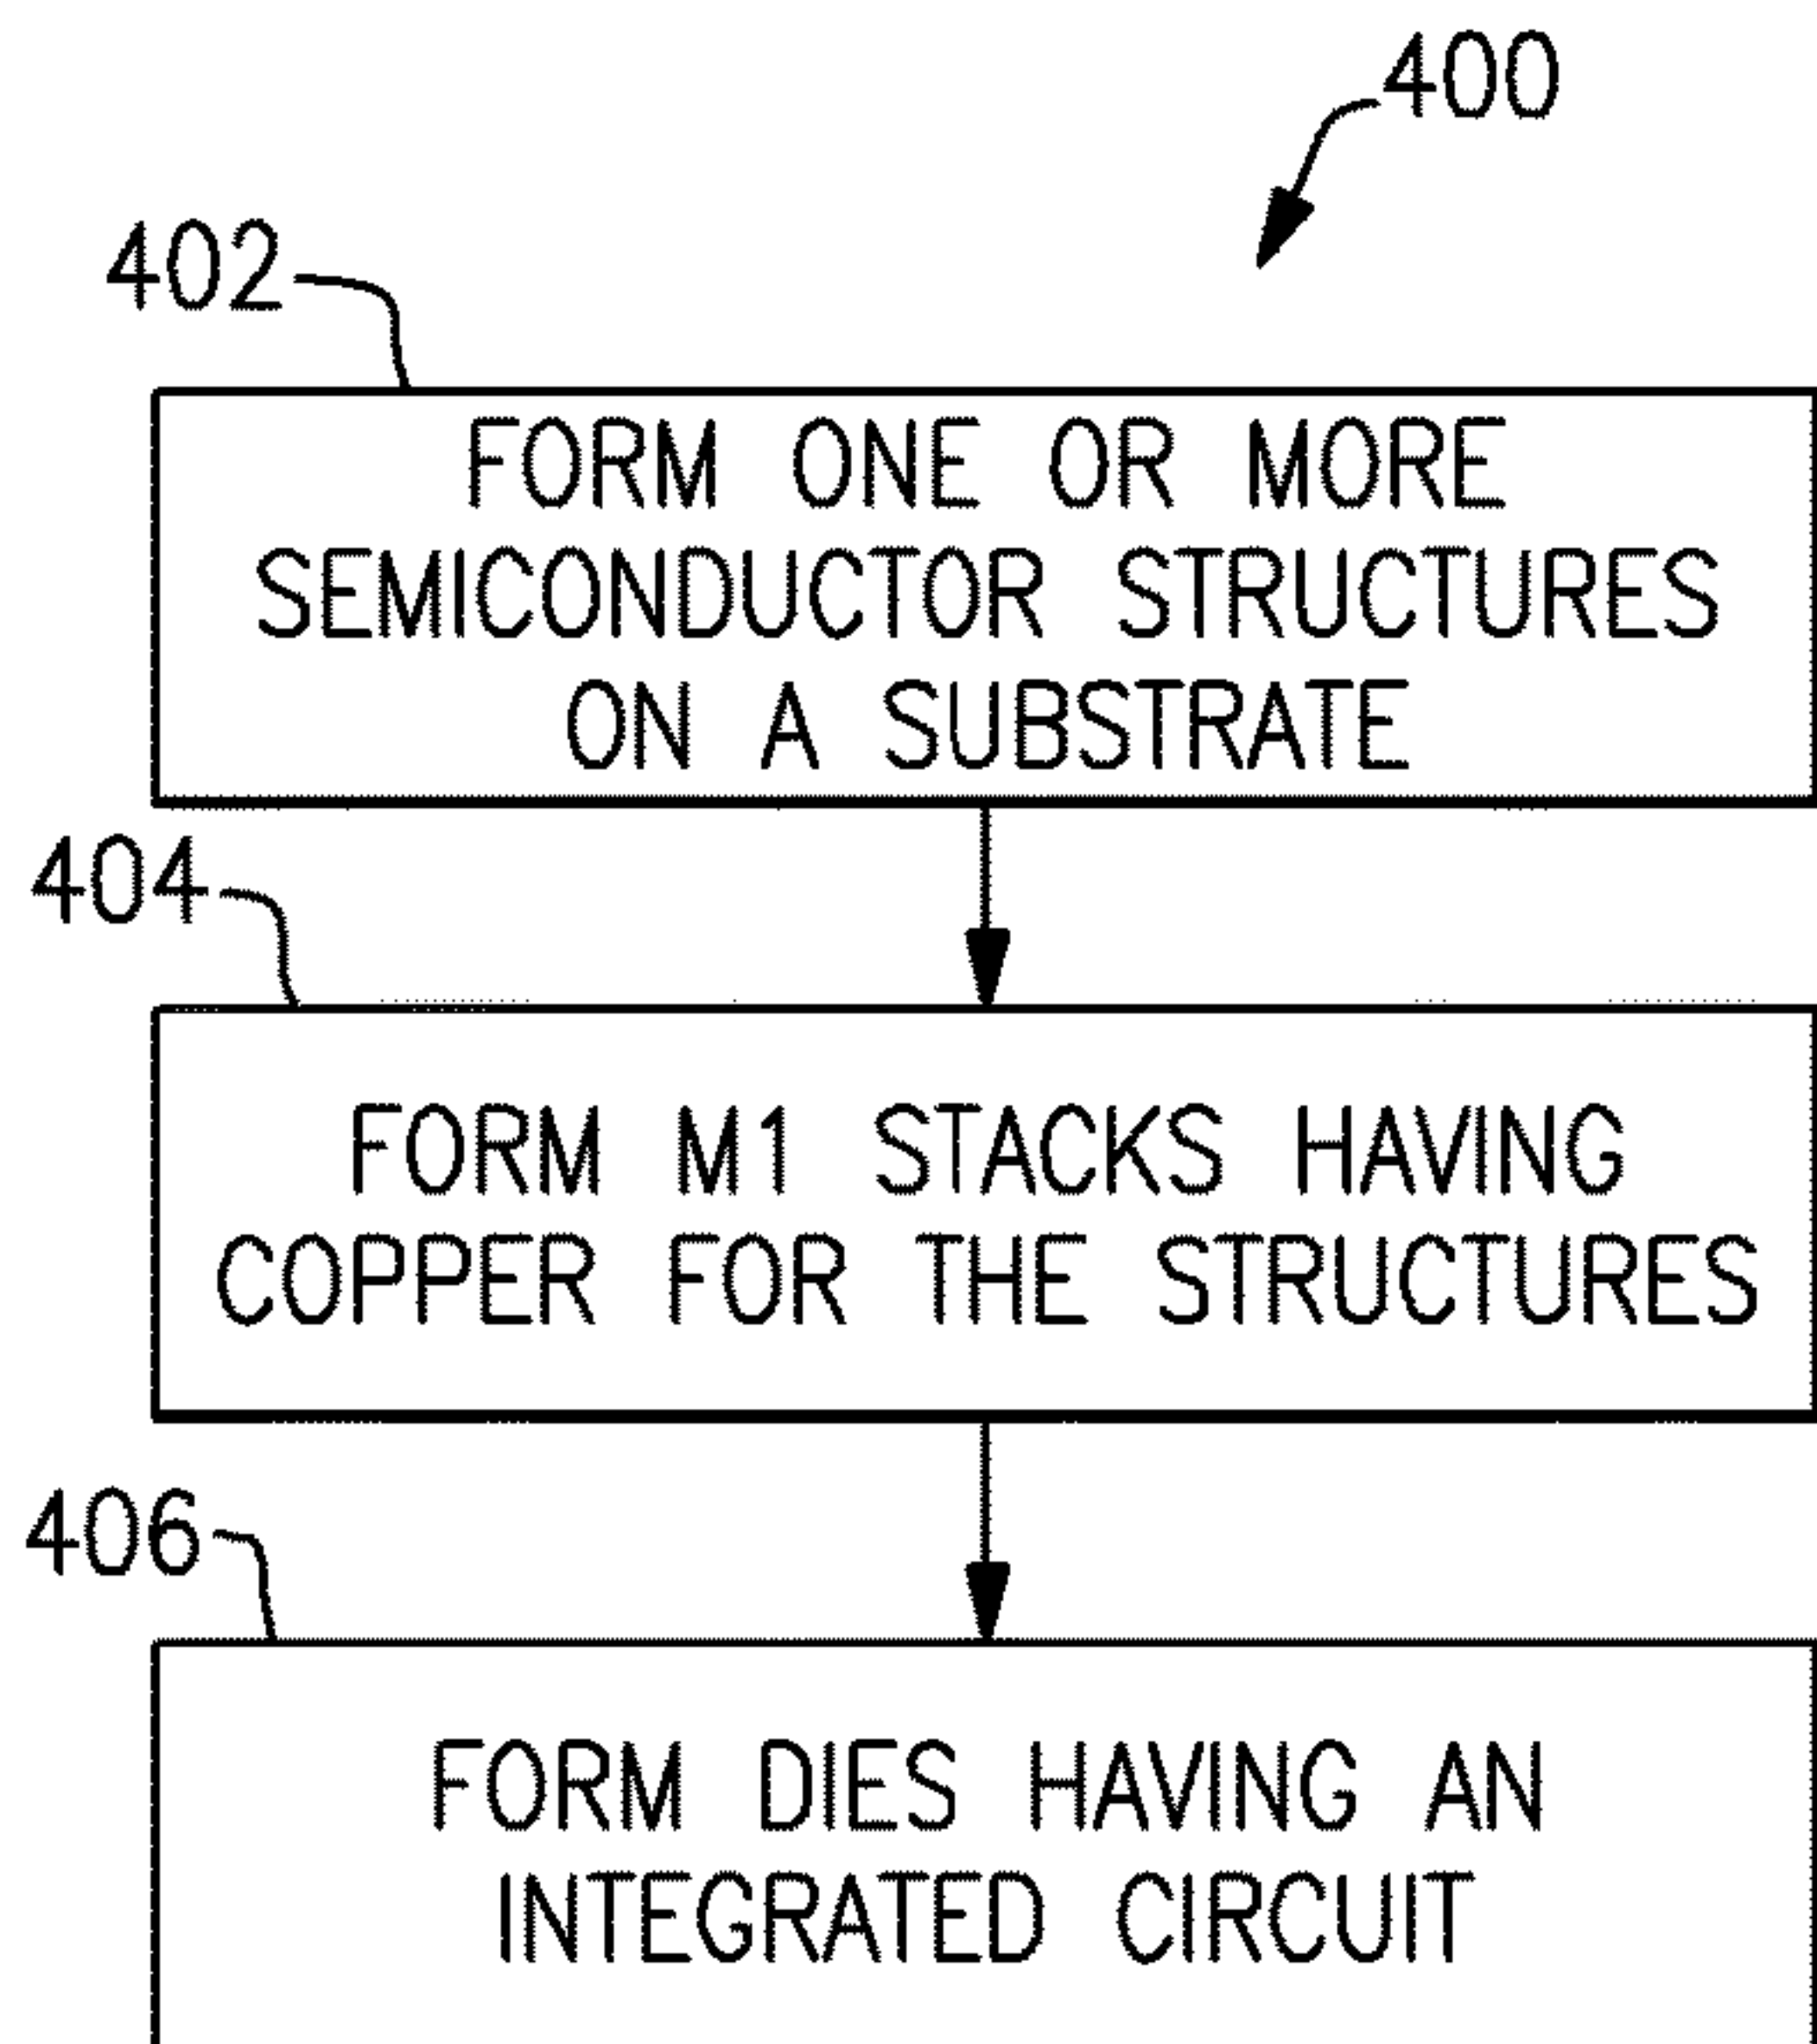 400
402
FORM ONE OR MORE
SEMICONDUCTOR STRUCTURES
ON A SUBSTRATE
404
FORM M1 STACKS HAVING
COPPER FOR THE STRUCTURES
406
FORM DIES HAVING AN
INTEGRATED CIRCUIT